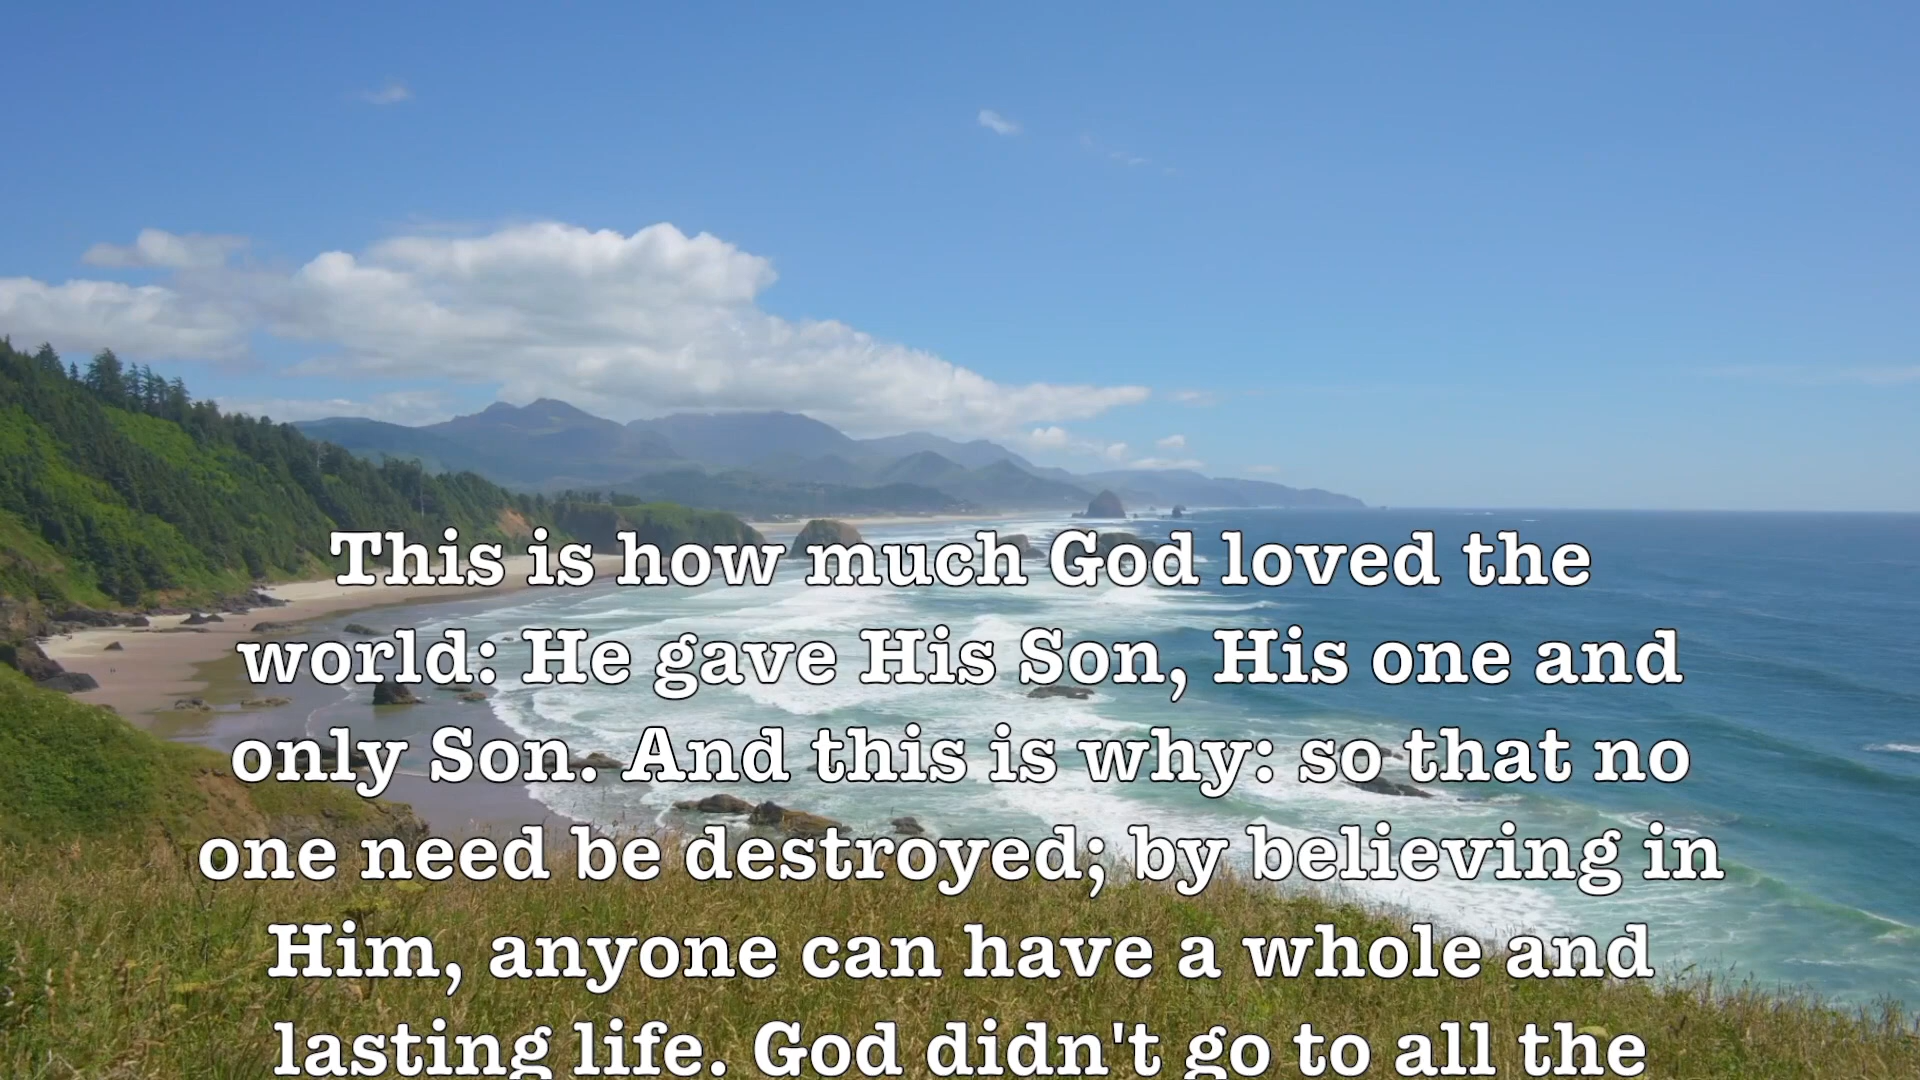 This is how much God loved the
world: He gave His Son, His one and
only Son. And this is why: so that no
one need be destroyed; by believing in
Him, anyone can have a whole and
lasting life. God didn't go to all the